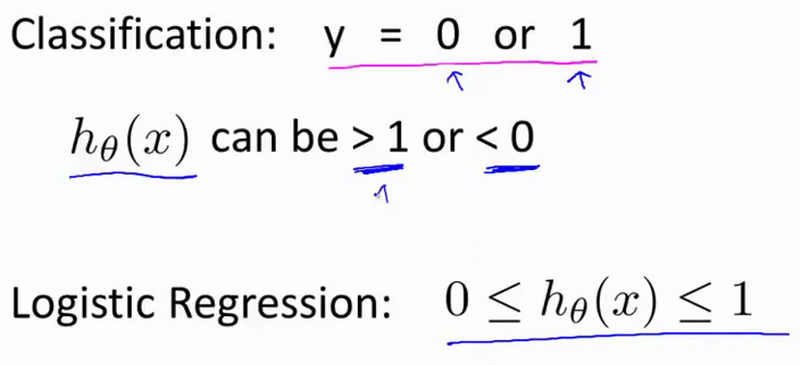 Classification: y = 0 or 1
hθ(x) can be > 1 or < 0
Logistic Regression: 0 ≤ hθ(x) ≤ 1